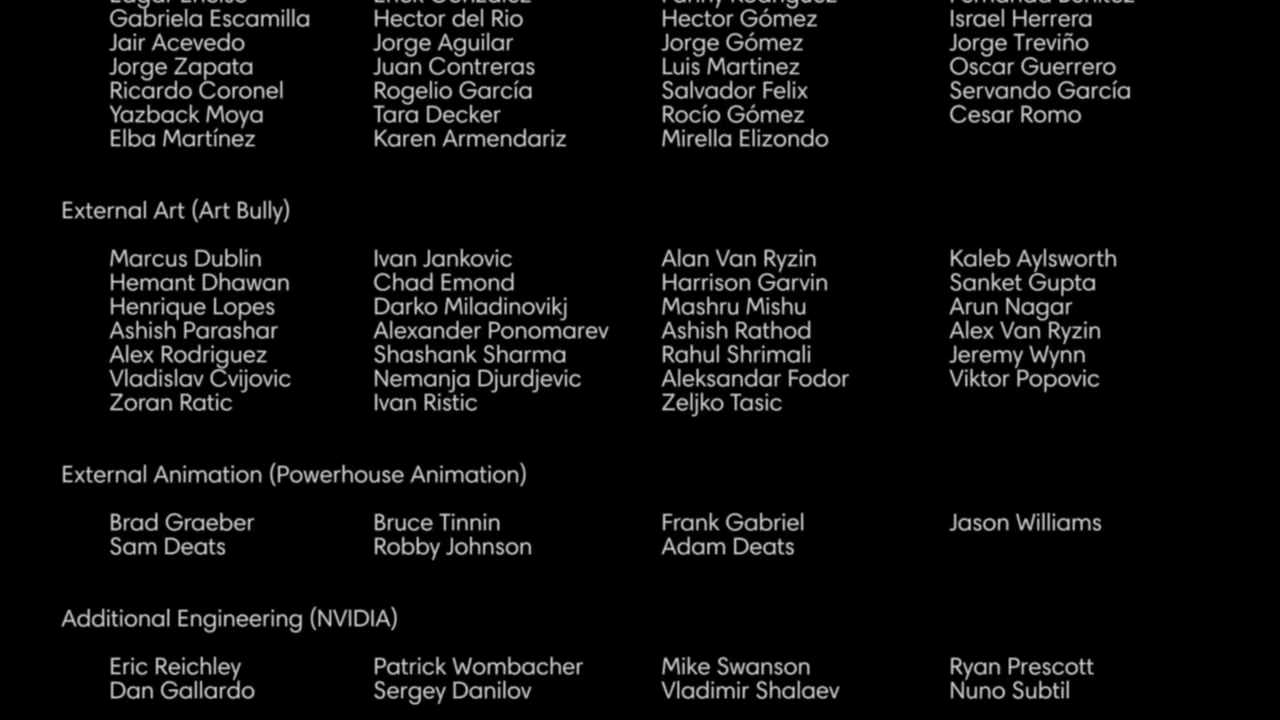 Gabriela Escamilla Hector del Rio Hector Gómez Israel Herrera
Jair Acevedo Jorge Aguilar Jorge Gómez Jorge Treviño
Jorge Zapata Juan Contreras Luis Martinez Oscar Guerrero
Ricardo Coronel Rogelio García Salvador Felix Servando García
Yazback Moya Tara Decker Rocío Gómez Cesar Romo
Elba Martínez Karen Armendariz Mirella Elizondo
External Art (Art Bully)
Marcus Dublin Ivan Jankovic Alan Van Ryzin Kaleb Aylsworth
Hemant Dhawan Chad Emond Harrison Garvin Sanket Gupta
Henrique Lopes Darko Miladinovikj Mashru Mishu Arun Nagar
Ashish Parashar Alexander Ponomarev Ashish Rathod Alex Van Ryzin
Alex Rodriguez Shashank Sharma Rahul Shrimali Jeremy Wynn
Vladislav Cvijovic Nemanja Djurdjevic Aleksandar Fodor Viktor Popovic
Zoran Ratic Ivan Ristic Zeljko Tasic
External Animation (Powerhouse Animation)
Brad Graeber Bruce Tinnin Frank Gabriel Jason Williams
Sam Deats Robby Johnson Adam Deats
Additional Engineering (NVIDIA)
Eric Reichley Patrick Wombacher Mike Swanson Ryan Prescott
Dan Gallardo Sergey Danilov Vladimir Shalaev Nuno Subtil